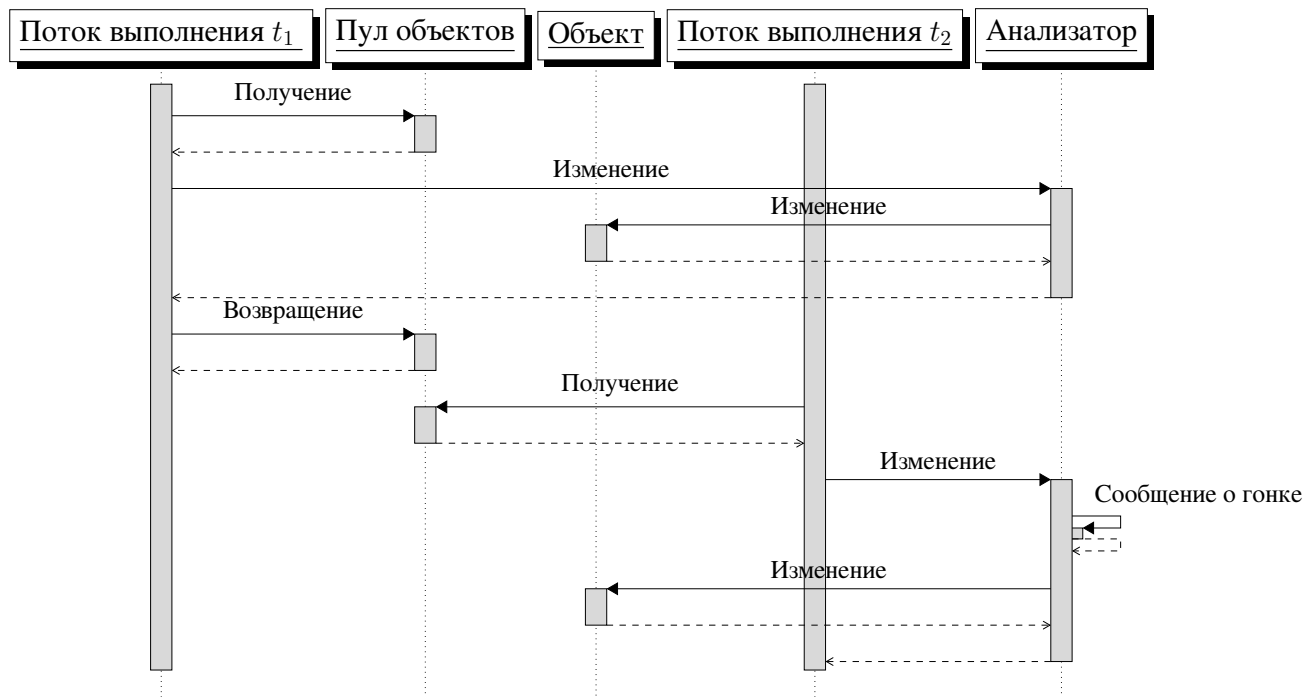 Поток выполнения t₁
Пул объектов
Объект
Поток выполнения t₂
Анализатор
Получение
Изменение
Изменение
Возвращение
Получение
Изменение
Сообщение о гонке
Изменение